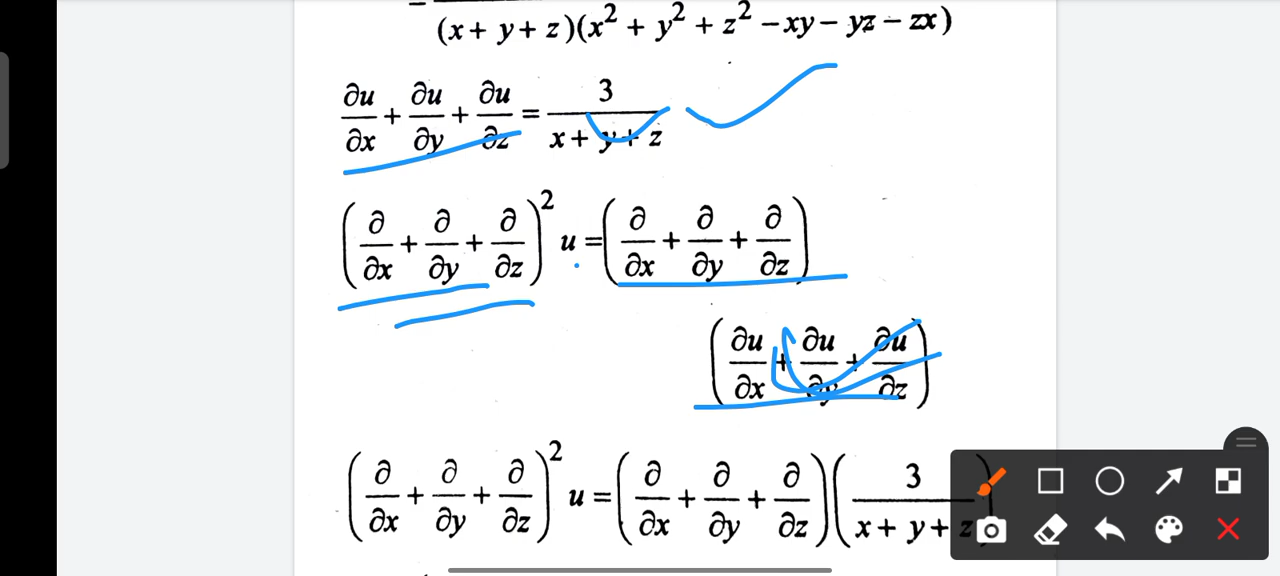 (x + y + z)(x² + y² + z² − xy − yz − zx)
∂u/∂x + ∂u/∂y + ∂u/∂z = 3/(x + y + z)
(∂/∂x + ∂/∂y + ∂/∂z)² u = (∂/∂x + ∂/∂y + ∂/∂z)
(∂u/∂x + ∂u/∂y + ∂u/∂z)
(∂/∂x + ∂/∂y + ∂/∂z)² u = (∂/∂x + ∂/∂y + ∂/∂z)(3/(x + y + z))